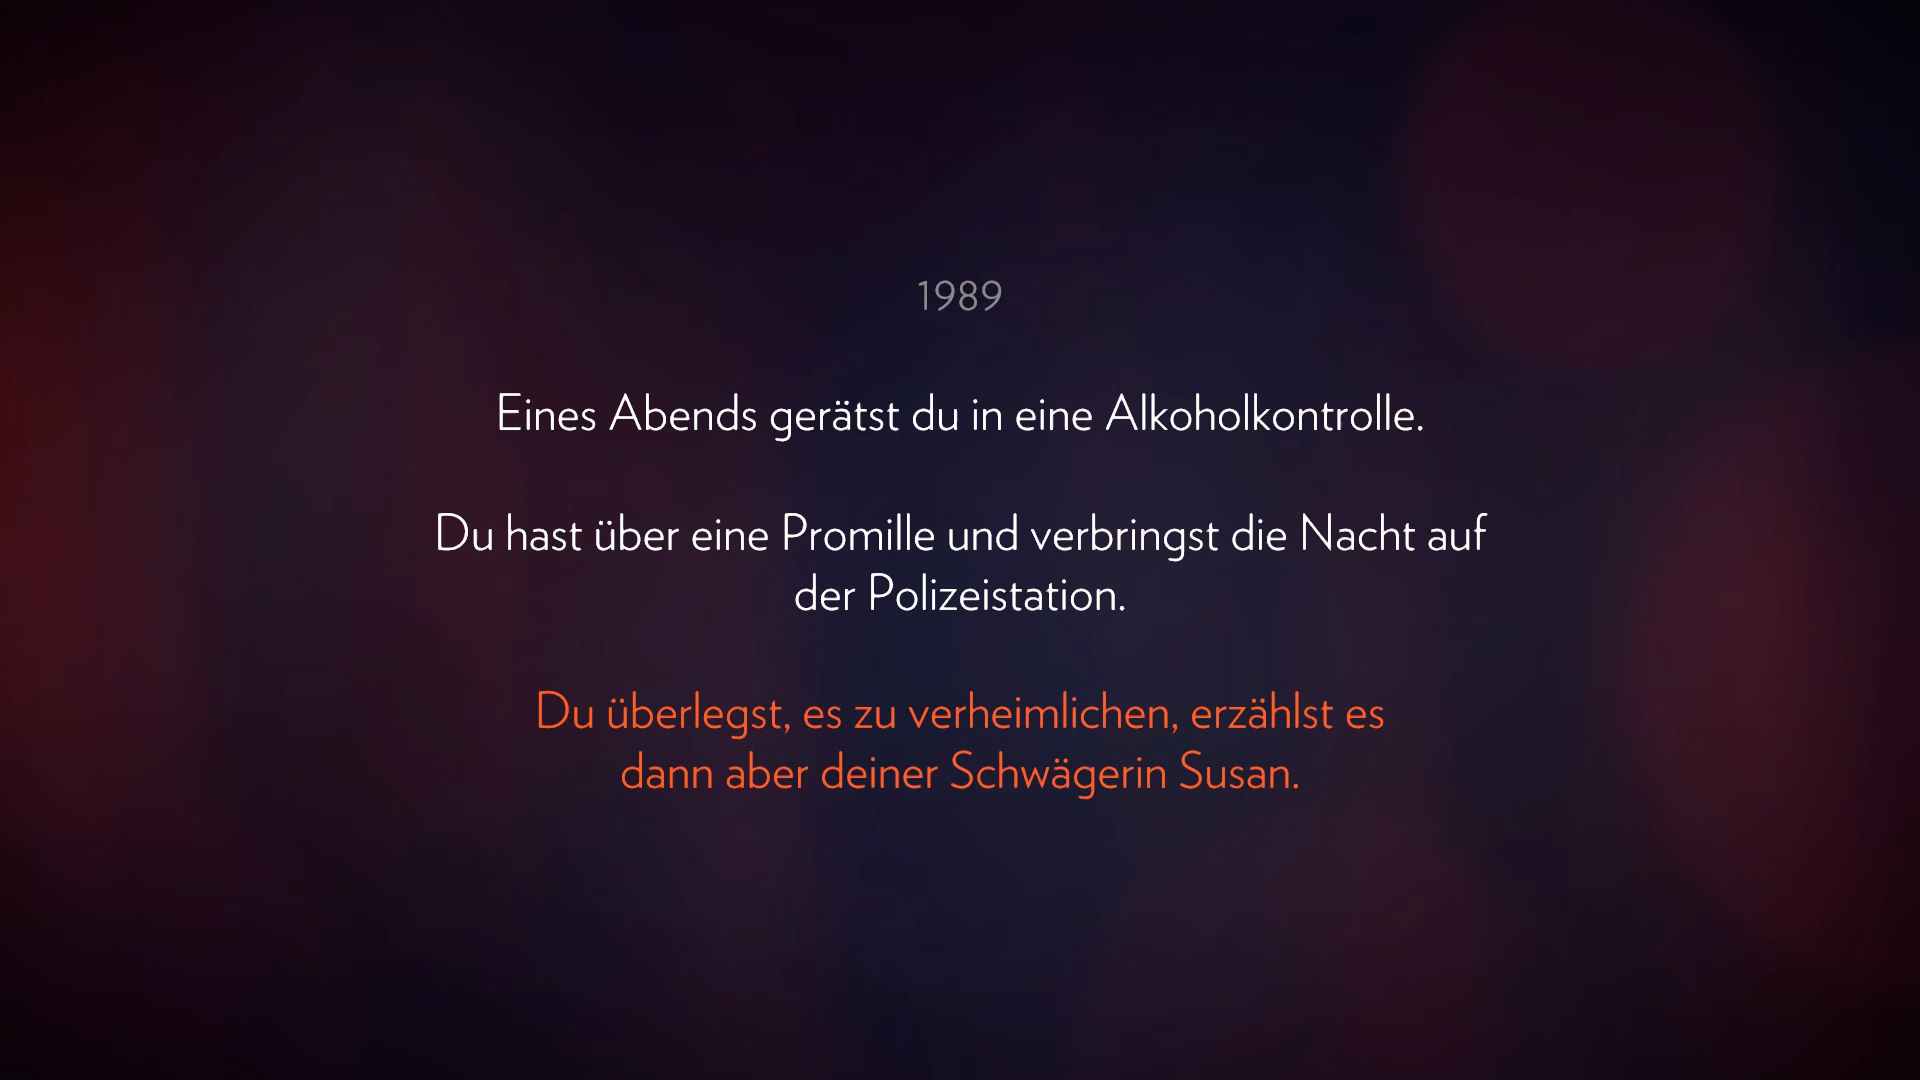 1989
Eines Abends gerätst du in eine Alkoholkontrolle.
Du hast über eine Promille und verbringst die Nacht auf
der Polizeistation.
Du überlegst, es zu verheimlichen, erzählst es
dann aber deiner Schwägerin Susan.